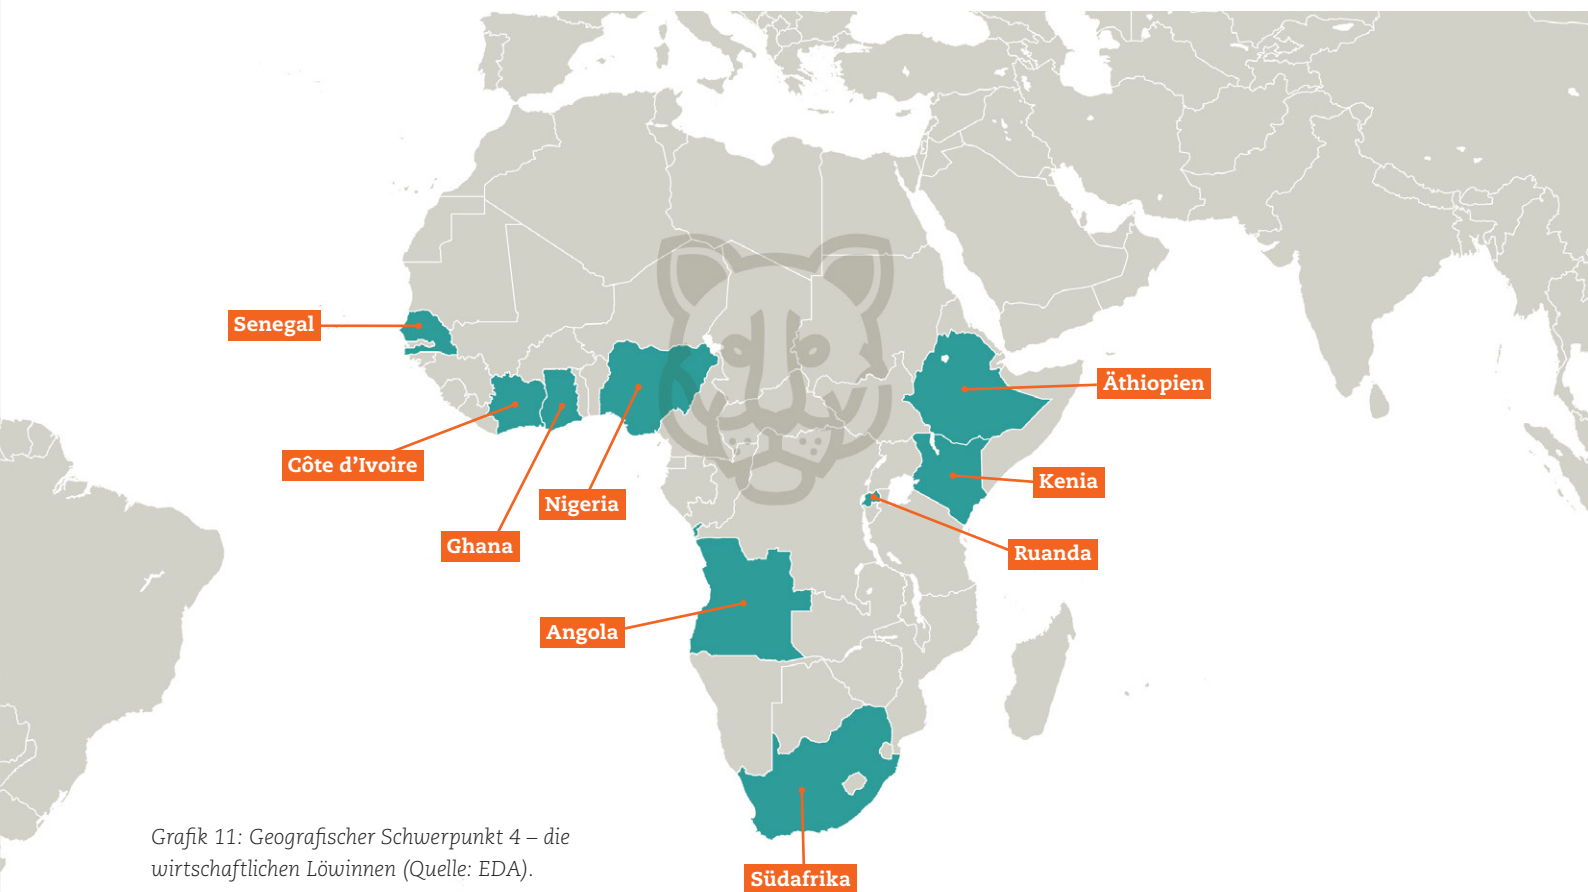 Senegal
Äthiopien
Côte d’Ivoire
Kenia
Nigeria
Ghana
Ruanda
Angola
Grafik 11: Geografischer Schwerpunkt 4 – die
wirtschaftlichen Löwinnen (Quelle: EDA).
Südafrika